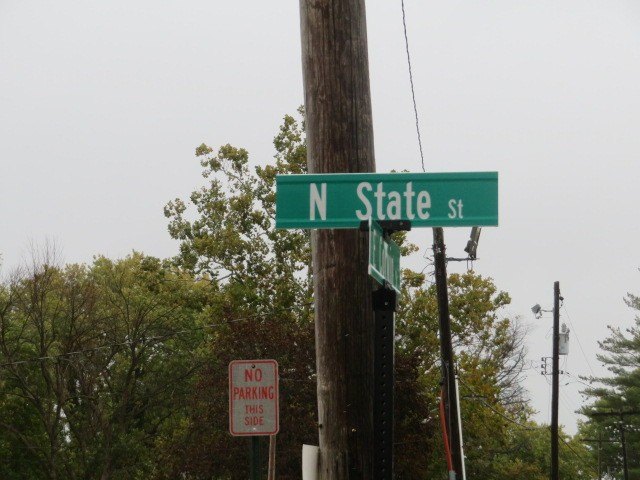 N State St
NO
PARKING
THIS
SIDE